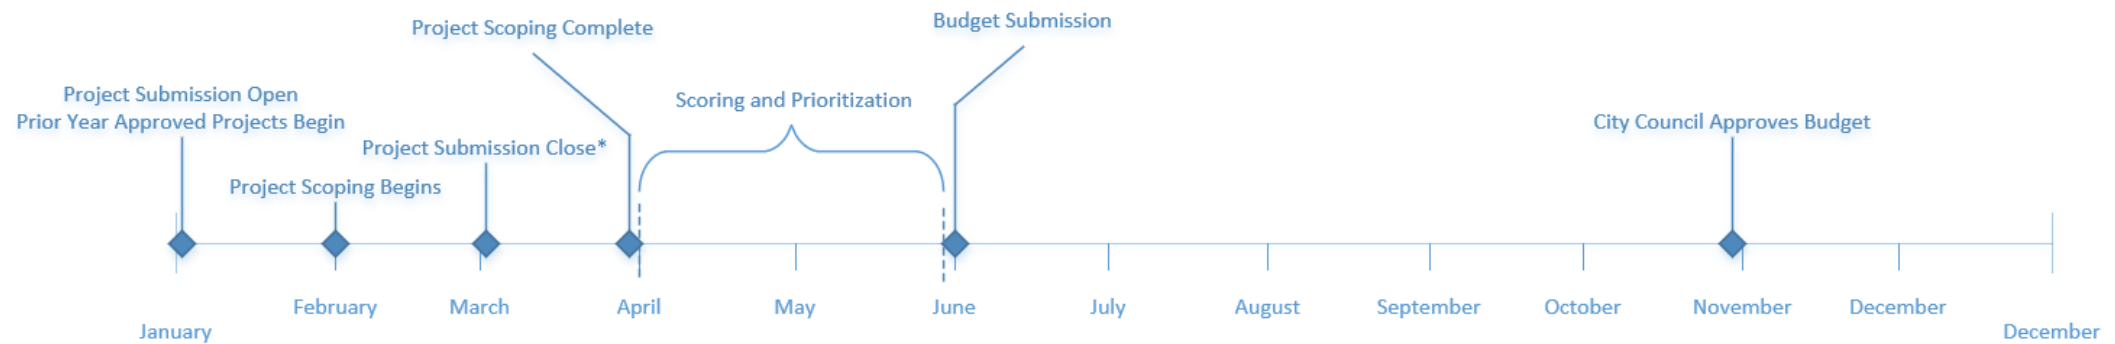 Project Scoping Complete
Budget Submission
Project Submission Open
Prior Year Approved Projects Begin
Scoring and Prioritization
City Council Approves Budget
Project Submission Close*
Project Scoping Begins
January
February
March
April
May
June
July
August
September
October
November
December
December